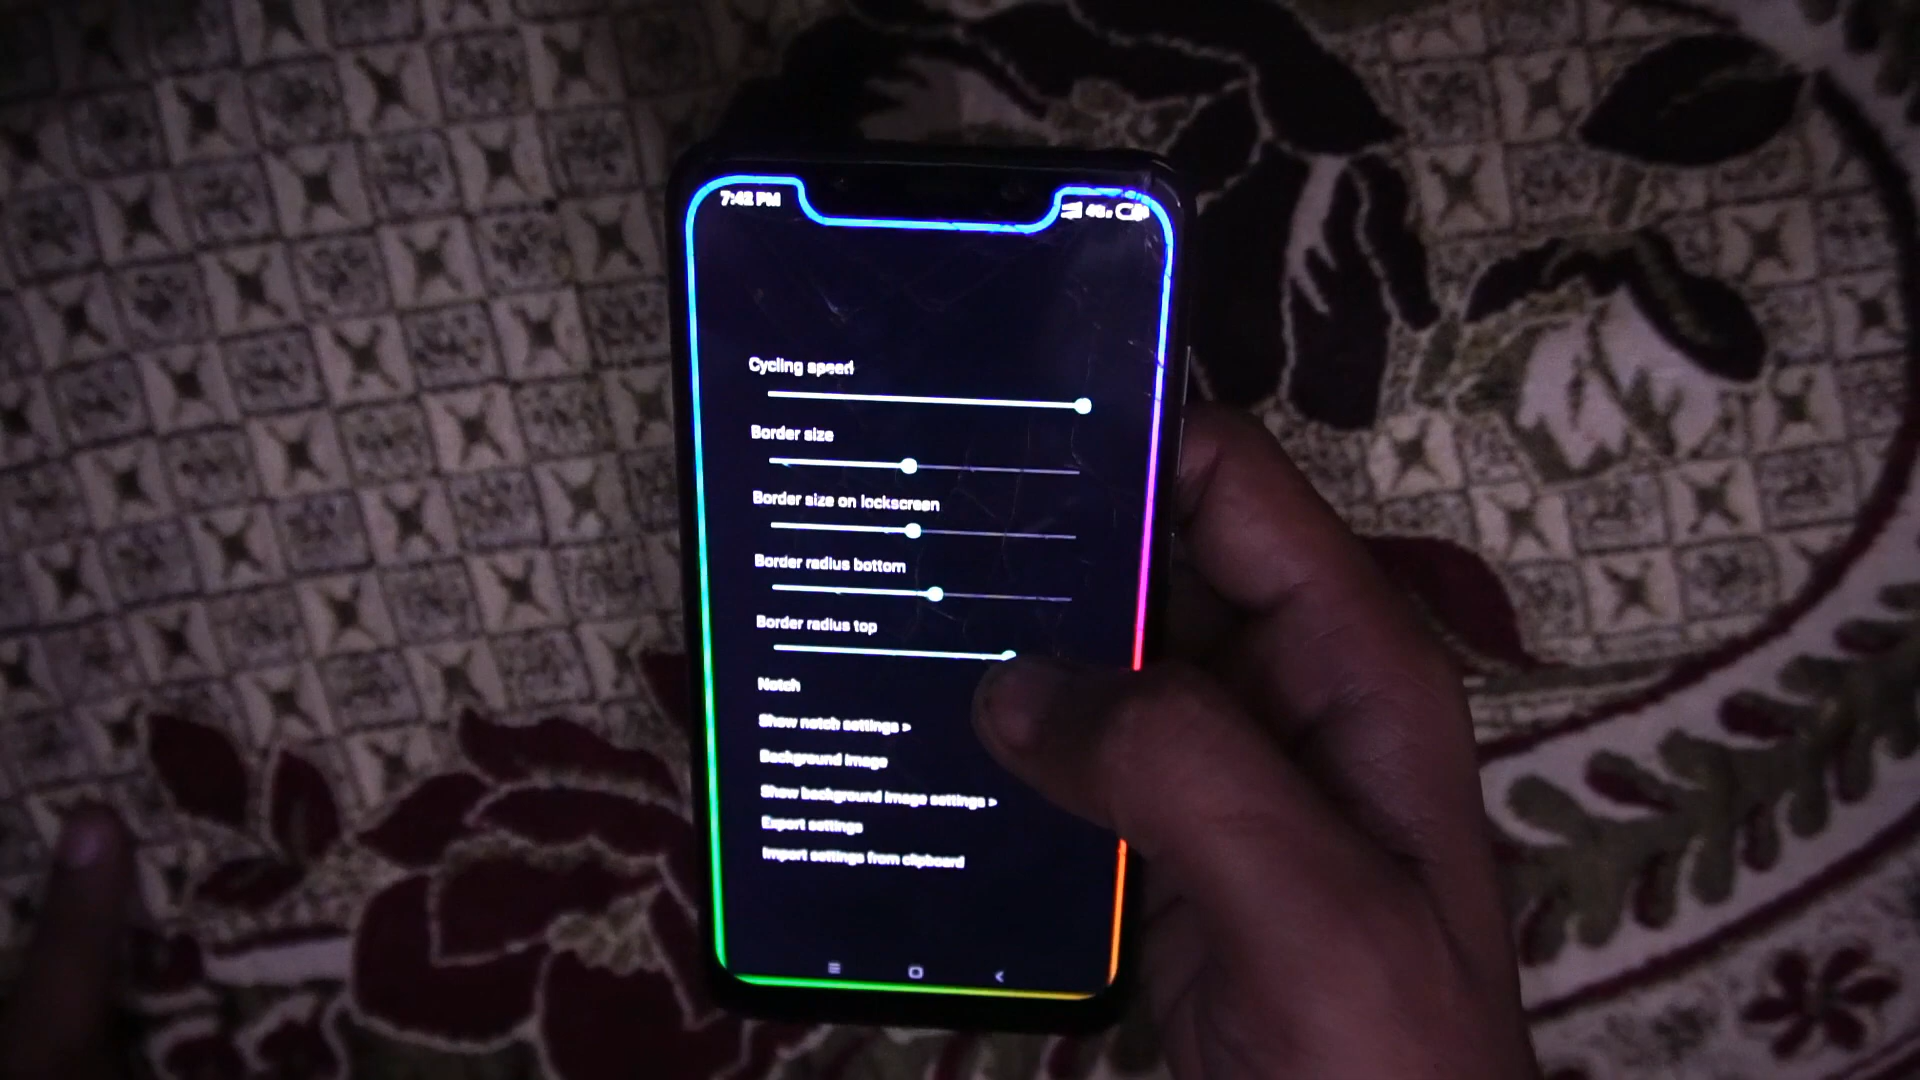 7:42 PM
4G
Cycling speed
Border size
Border size on lockscreen
Border radius bottom
Border radius top
Notch
Show notch settings >
Background image
Show background image settings >
Export settings
Import settings from clipboard